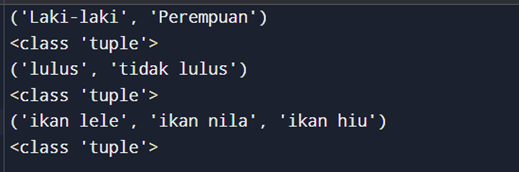 ('Laki-laki', 'Perempuan')
<class 'tuple'>
('lulus', 'tidak lulus')
<class 'tuple'>
('ikan lele', 'ikan nila', 'ikan hiu')
<class 'tuple'>